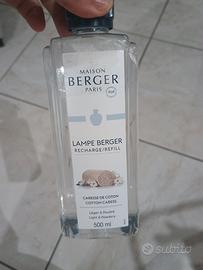 MAISON
BERGER
PARIS
LAMPE BERGER
RECHARGE/REFILL
CARESSE DE COTON
COTTON CARESS
Léger & Poudré
Light & Powdery
500 ml
subito